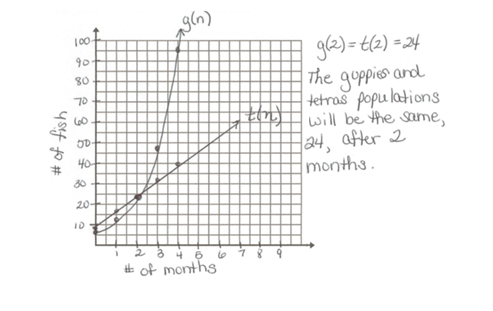 g(n)
100
90
80
70
60
50
40
30
20
10
# of fish
t(n)
1 2 3 4 5 6 7 8 9
# of months
g(2) = t(2) = 24
The guppies and
tetras populations
will be the same,
24, after 2
months.